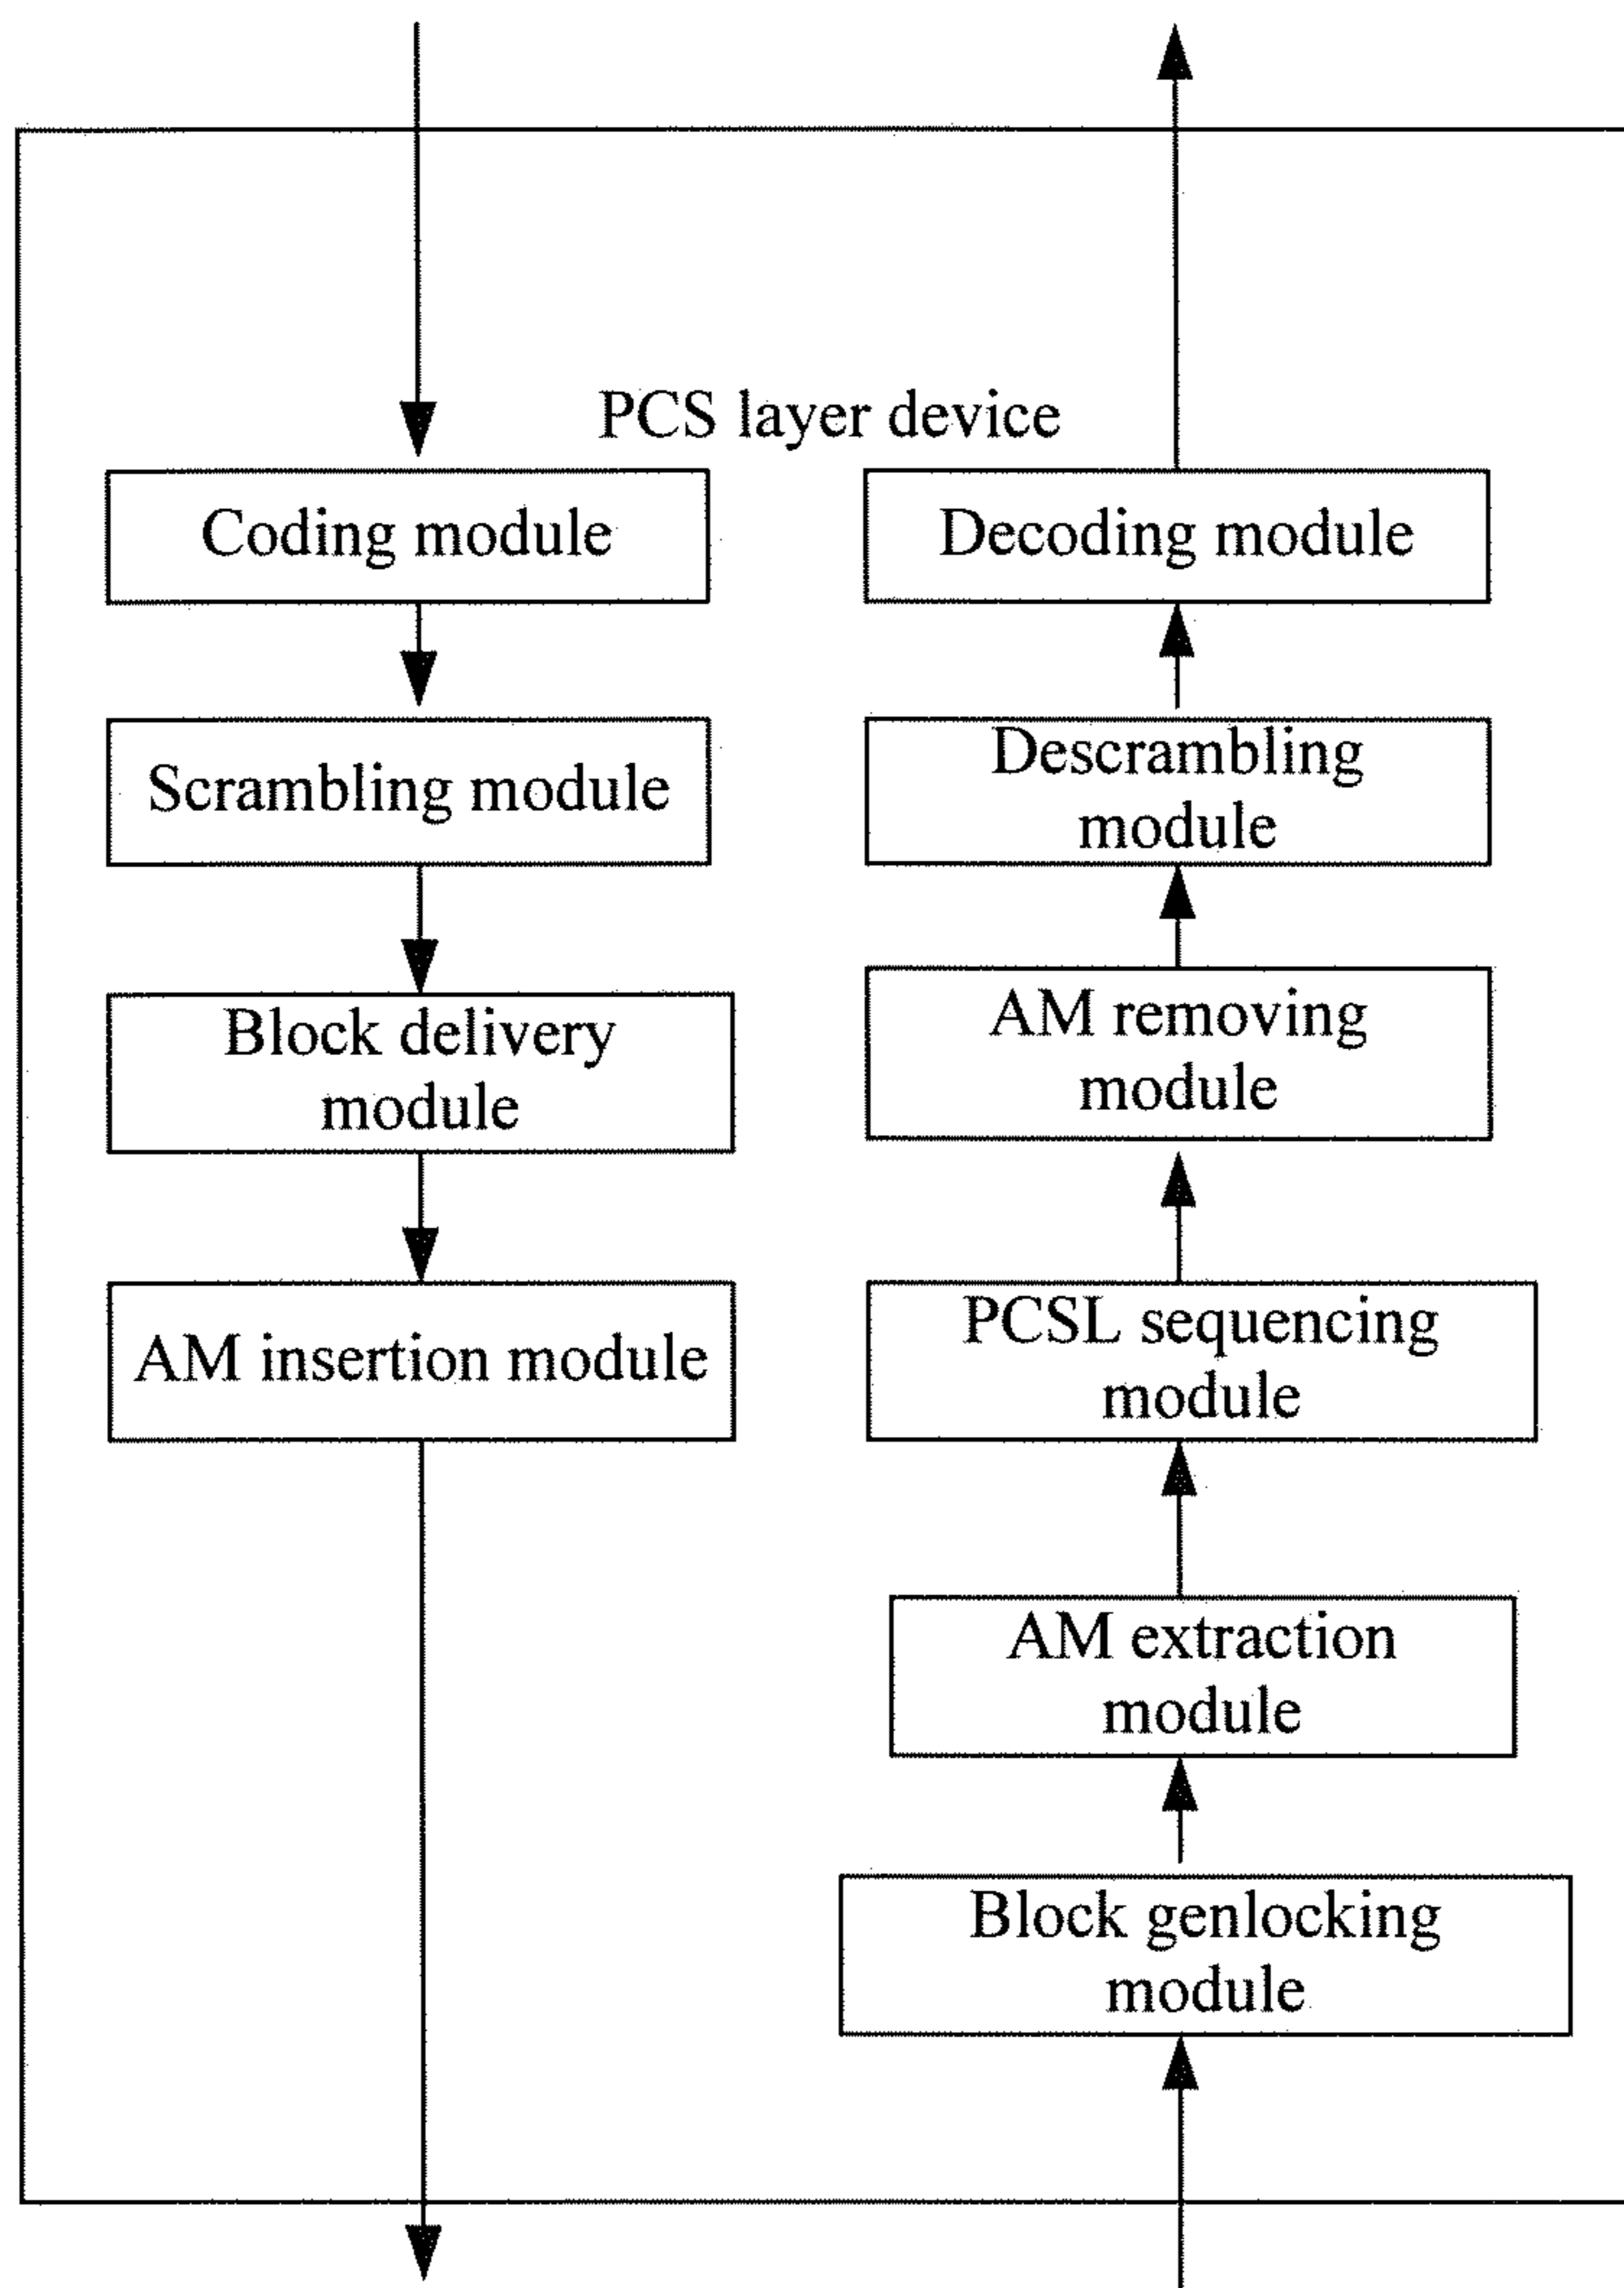 PCS layer device
Coding module
Scrambling module
Block delivery
module
AM insertion module
Decoding module
Descrambling
module
AM removing
module
PCSL sequencing
module
AM extraction
module
Block genlocking
module